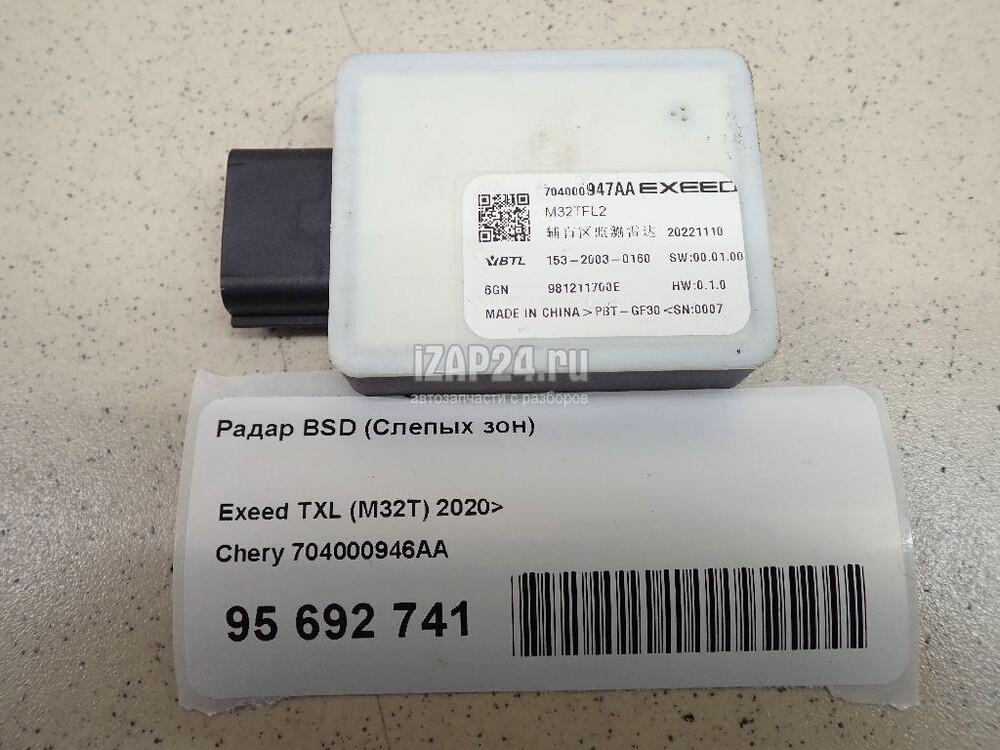 704000947AA EXEED
M32TFL2
辅盲区监测雷达 20221110
BTL 153-2003-0160 SW:00.01.00
6GN 981211700E HW:0.1.0
MADE IN CHINA >PBT-GF30< SN:0007
iZAP24.ru
автозапчасти с разборов
Радар BSD (Слепых зон)
Exeed TXL (M32T) 2020>
Chery 704000946AA
95 692 741